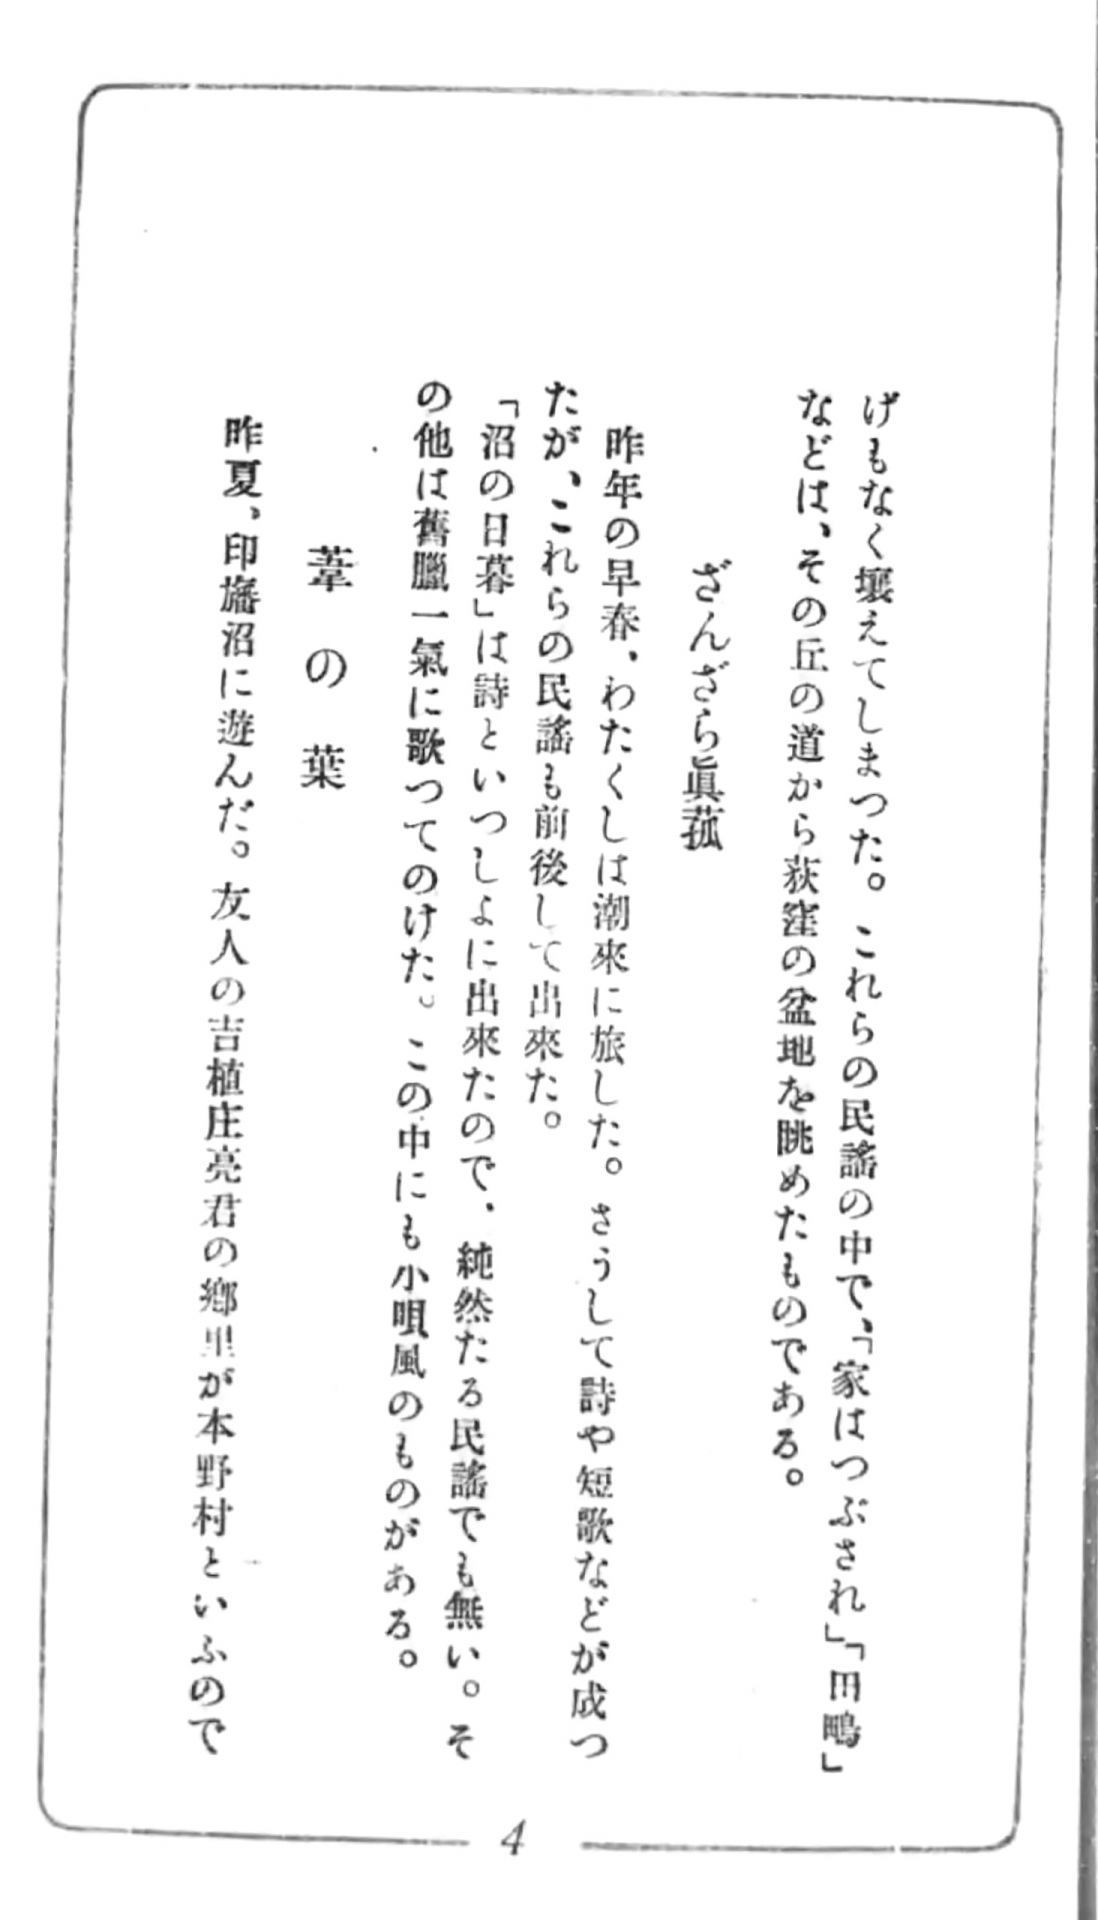 げもなく壞えてしまつた。これらの民謠の中で、「家はつぶされ」「田鴫」
などは、その丘の道から荻窪の盆地を眺めたものである。
ざんざら眞菰
昨年の早春、わたくしは潮來に旅した。さうして詩や短歌などが成つ
たが、これらの民謠も前後して出來た。
「沼の日暮」は詩といつしよに出來たので、純然たる民謠でも無い。そ
の他は舊臘一氣に歌つてのけた。この中にも小唄風のものがある。
葦の葉
昨夏、印旛沼に遊んだ。友人の吉植庄亮君の鄕里が本野村といふので
4